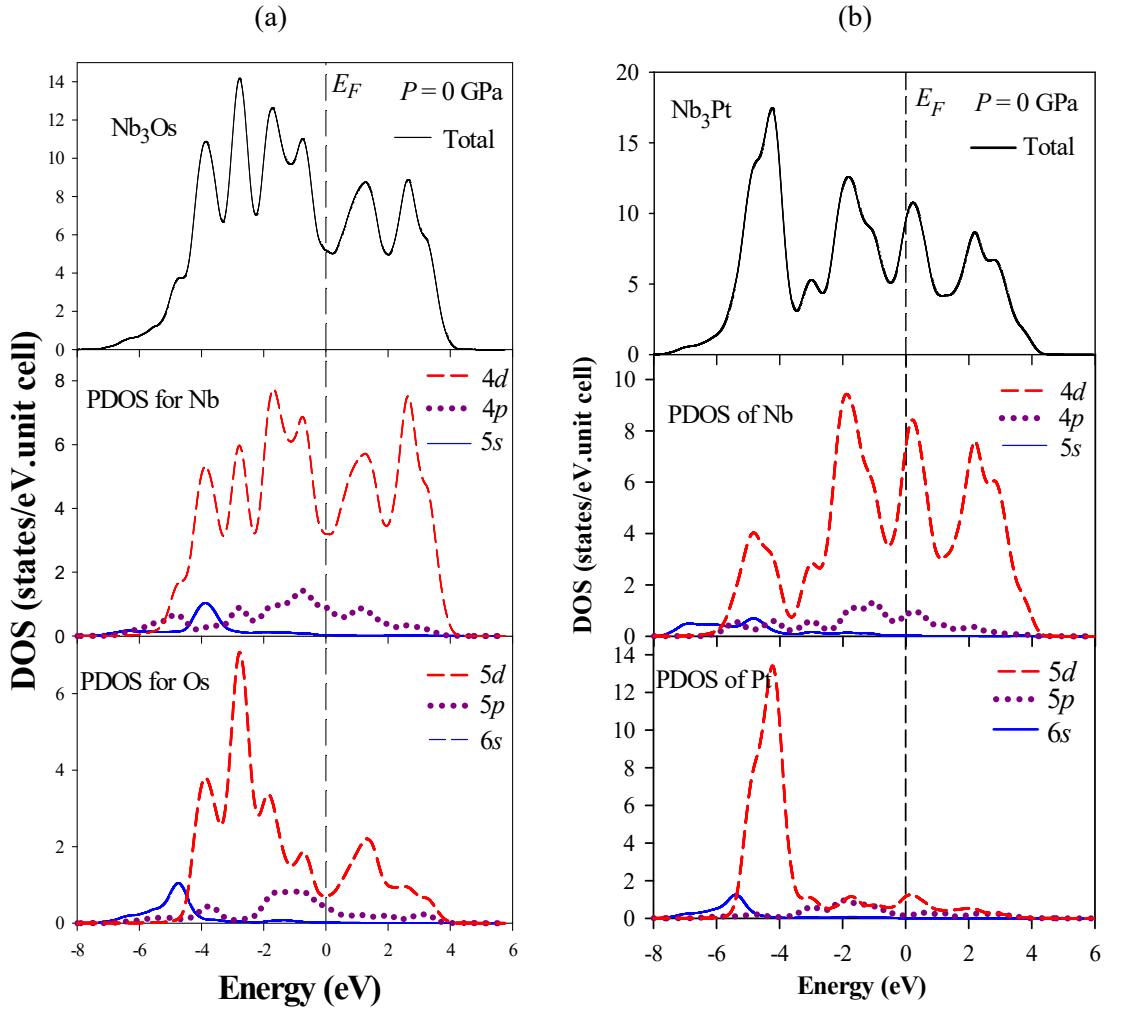 (a)
14
12
10
8
6
4
2
0
Nb3Os
EF
P = 0 GPa
Total
8
6
4
2
0
PDOS for Nb
4d
4p
5s
6
4
2
0
PDOS for Os
5d
5p
6s
-8 -6 -4 -2 0 2 4 6
Energy (eV)
DOS (states/eV.unit cell)
(b)
20
15
10
5
0
Nb3Pt
EF
P = 0 GPa
Total
10
8
6
4
2
0
PDOS of Nb
4d
4p
5s
14
12
10
8
6
4
2
0
PDOS of Pt
5d
5p
6s
-8 -6 -4 -2 0 2 4 6
Energy (eV)
DOS (states/eV.unit cell)